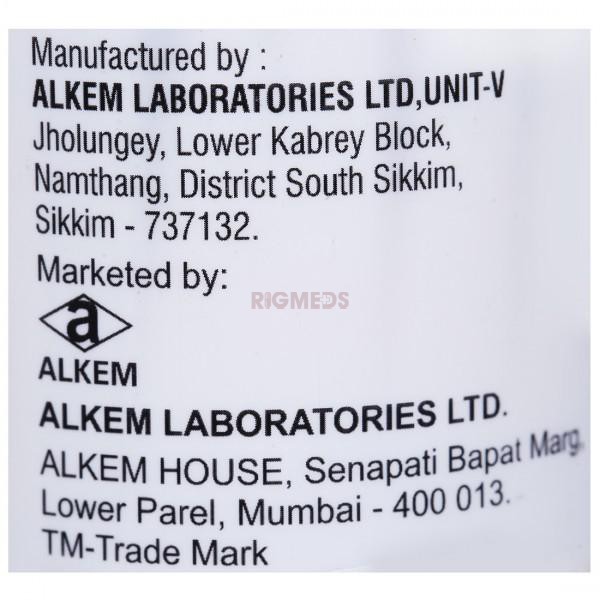 Manufactured by :
ALKEM LABORATORIES LTD,UNIT-V
Jholungey, Lower Kabrey Block,
Namthang, District South Sikkim,
Sikkim - 737132.
Marketed by:
RIGMEDS
a
ALKEM
ALKEM LABORATORIES LTD.
ALKEM HOUSE, Senapati Bapat Marg,
Lower Parel, Mumbai - 400 013.
TM-Trade Mark